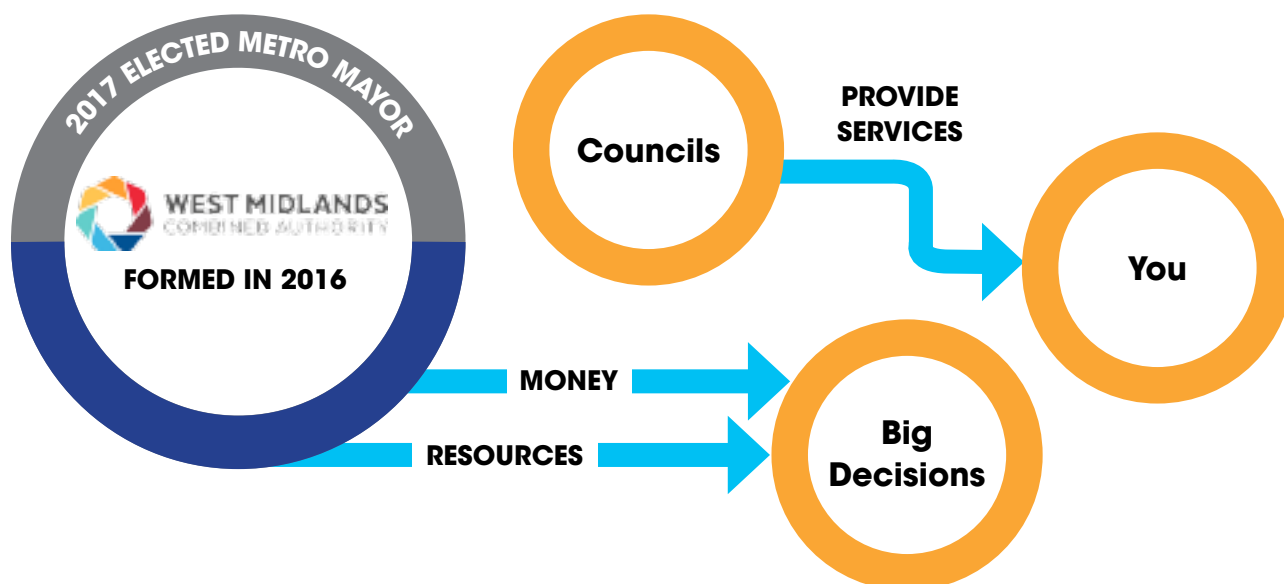 2017 ELECTED METRO MAYOR
WEST MIDLANDS
COMBINED AUTHORITY
FORMED IN 2016
Councils
PROVIDE
SERVICES
You
MONEY
RESOURCES
Big
Decisions